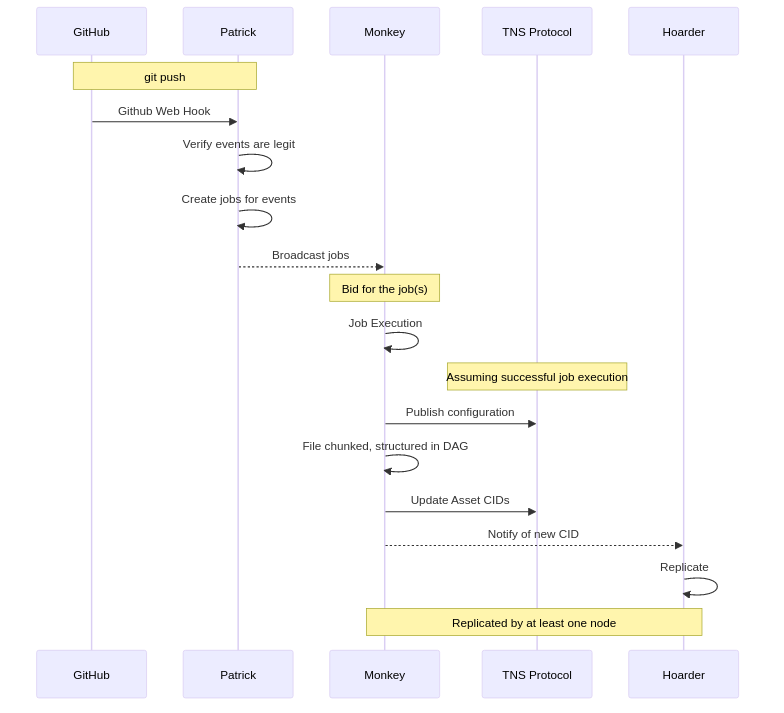 GitHub
Patrick
Monkey
TNS Protocol
Hoarder
git push
Github Web Hook
Verify events are legit
Create jobs for events
Broadcast jobs
Bid for the job(s)
Job Execution
Assuming successful job execution
Publish configuration
File chunked, structured in DAG
Update Asset CIDs
Notify of new CID
Replicate
Replicated by at least one node
GitHub
Patrick
Monkey
TNS Protocol
Hoarder